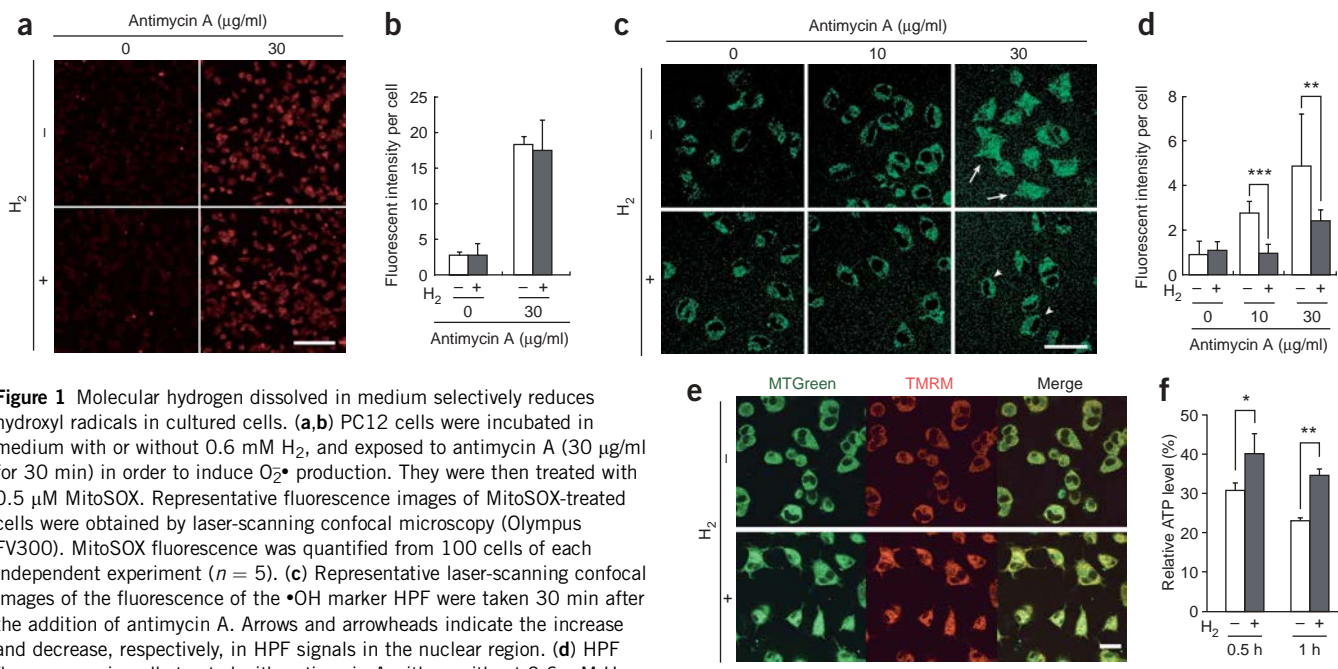 a
Antimycin A (µg/ml)
0 30
H2
–
+
b
Fluorescent intensity per cell
25
20
15
10
5
0
H2 – + – +
0 30
Antimycin A (µg/ml)
c
Antimycin A (µg/ml)
0 10 30
H2
–
+
d
Fluorescent intensity per cell
8
6
4
2
0
*** **
H2 – + – + – +
0 10 30
Antimycin A (µg/ml)
Figure 1 Molecular hydrogen dissolved in medium selectively reduces
hydroxyl radicals in cultured cells. (a,b) PC12 cells were incubated in
medium with or without 0.6 mM H2, and exposed to antimycin A (30 µg/ml
for 30 min) in order to induce O2−• production. They were then treated with
0.5 µM MitoSOX. Representative fluorescence images of MitoSOX-treated
cells were obtained by laser-scanning confocal microscopy (Olympus
FV300). MitoSOX fluorescence was quantified from 100 cells of each
independent experiment (n = 5). (c) Representative laser-scanning confocal
images of the fluorescence of the •OH marker HPF were taken 30 min after
the addition of antimycin A. Arrows and arrowheads indicate the increase
and decrease, respectively, in HPF signals in the nuclear region. (d) HPF
e
MTGreen TMRM Merge
H2
–
+
f
Relative ATP level (%)
50
40
30
20
10
0
* **
H2 – + – +
0.5 h 1 h